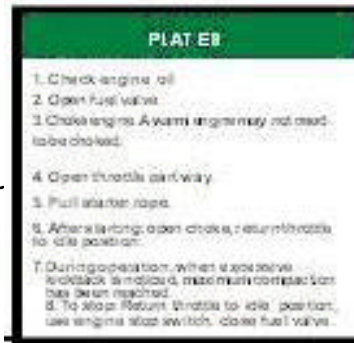 PLATE8
1. Check engine oil
2. Open fuel valve
3. Choke engine. A warm engine may not need
to be choked.
4. Open throttle part way.
5. Pull starter rope.
6. After starting, open choke, return throttle
to idle position.
7. During operation, when excessive
kickback is noticed, maximum compaction
has been reached.
8. To stop: Return throttle to idle position,
use engine stop switch, close fuel valve.